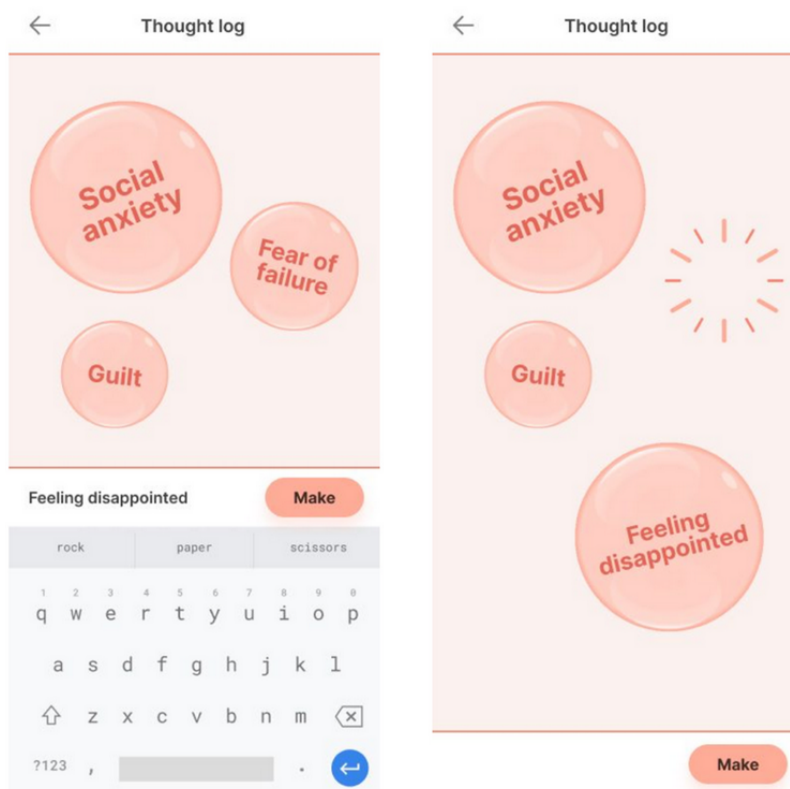 Thought log
Social
anxiety
Fear of
failure
Guilt
Feeling disappointed
Make
rock paper scissors
1 2 3 4 5 6 7 8 9 0
q w e r t y u i o p
a s d f g h j k l
z x c v b n m
?123 , .
Thought log
Social
anxiety
Guilt
Feeling
disappointed
Make